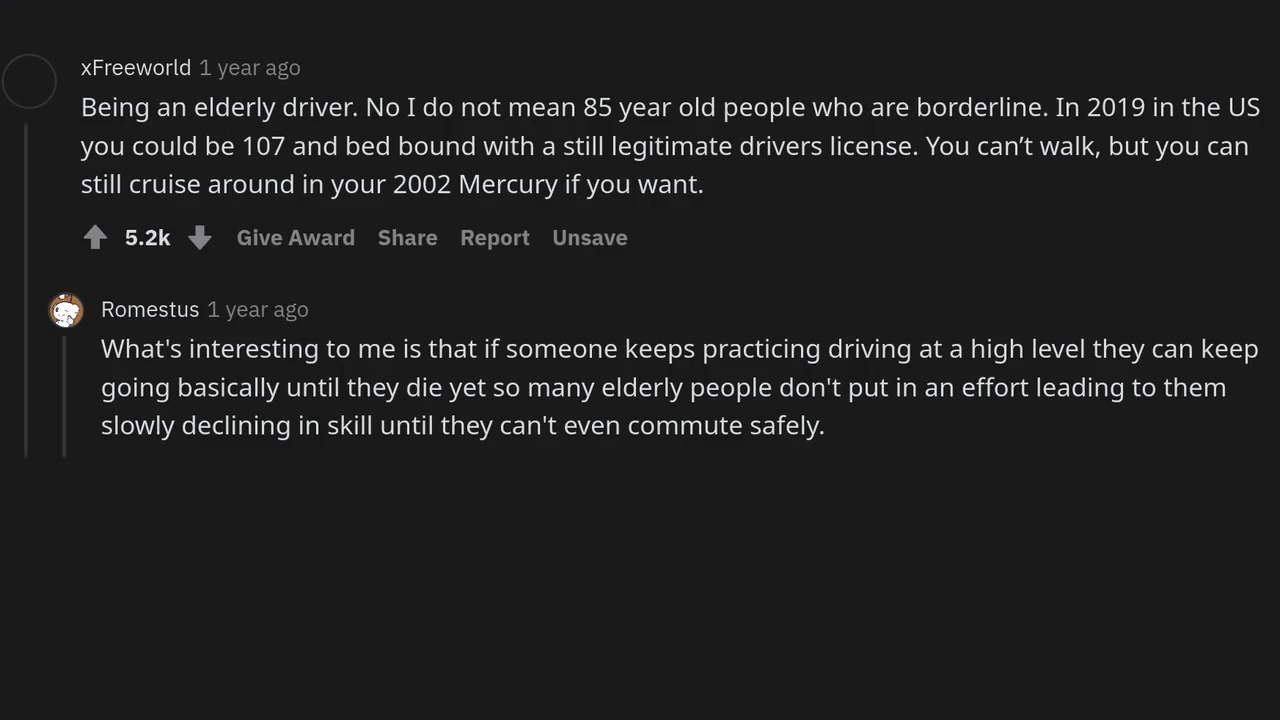 xFreeworld 1 year ago
Being an elderly driver. No I do not mean 85 year old people who are borderline. In 2019 in the US
you could be 107 and bed bound with a still legitimate drivers license. You can’t walk, but you can
still cruise around in your 2002 Mercury if you want.
5.2k Give Award Share Report Unsave
Romestus 1 year ago
What's interesting to me is that if someone keeps practicing driving at a high level they can keep
going basically until they die yet so many elderly people don't put in an effort leading to them
slowly declining in skill until they can't even commute safely.